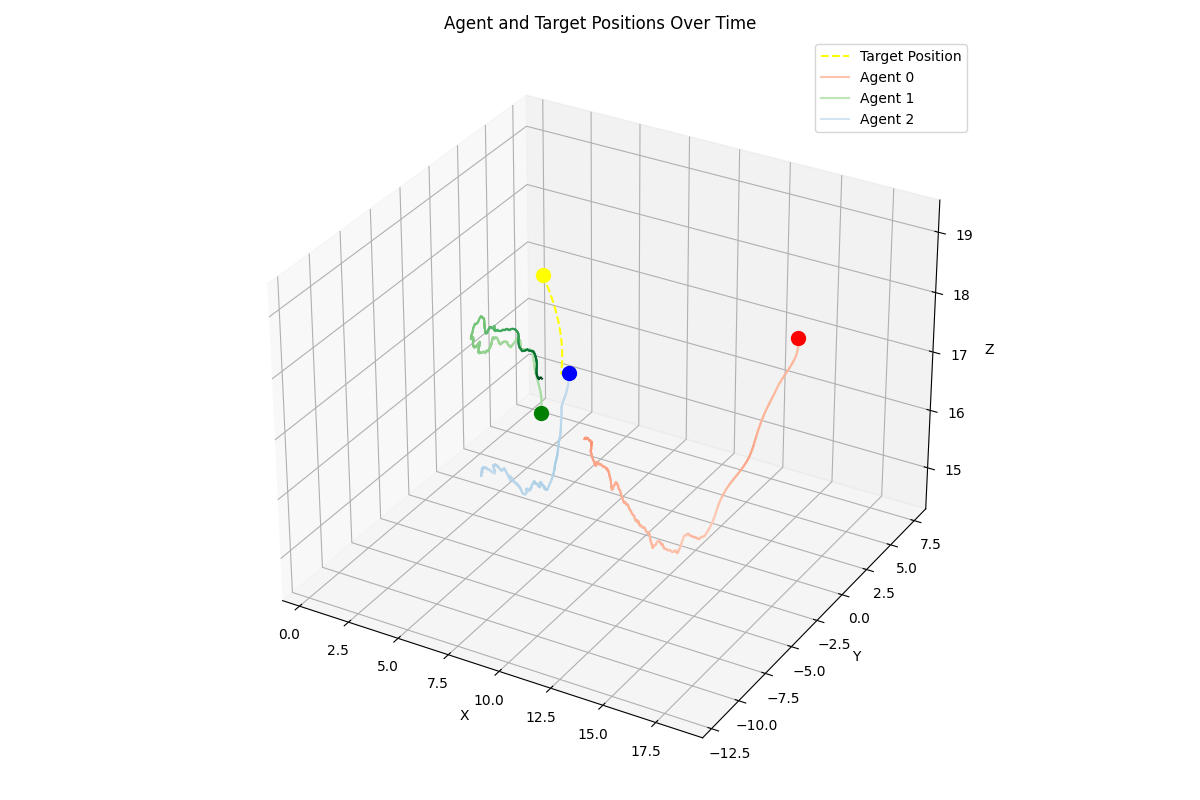 Agent and Target Positions Over Time
Target Position
Agent 0
Agent 1
Agent 2
19
18
17
16
15
Z
7.5
5.0
2.5
0.0
−2.5
−5.0
−7.5
−10.0
−12.5
Y
0.0
2.5
5.0
7.5
10.0
12.5
15.0
17.5
X